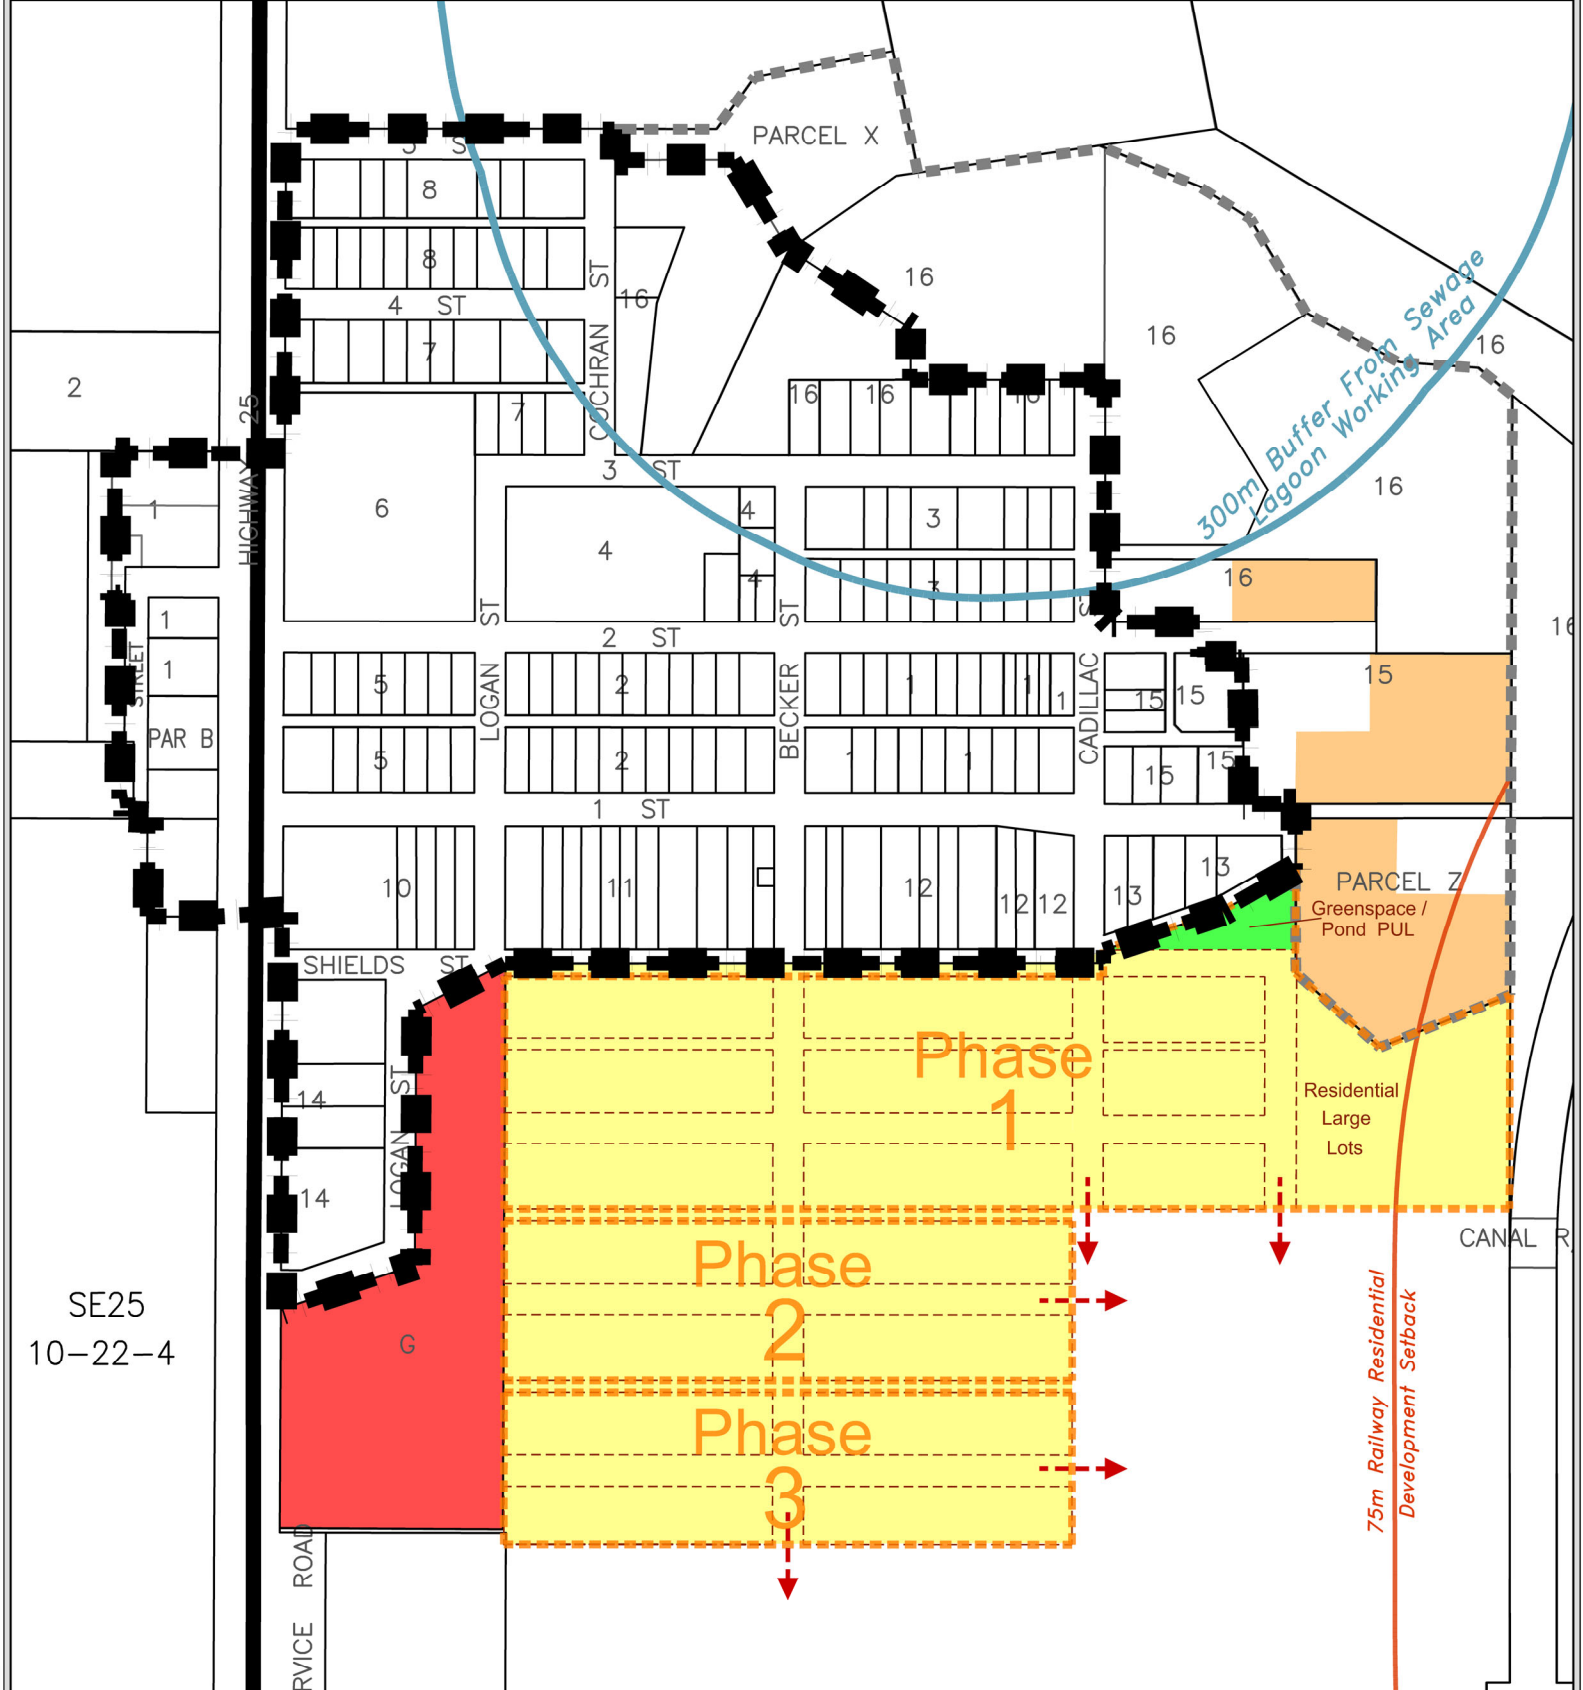 PARCEL X
8
8
16
4 ST
COCHRAN ST
16
16
7
16
2
16
16
7
HIGHWAY 25
300m Buffer From Sewage
Lagoon Working Area
3 ST
16
1
6
4
4
3
4
3
16
1
ST
ST
2 ST
16
STREET
1
5
LOGAN
2
BECKER
1
1
1
CADILLAC
15
15
15
PAR B
5
2
1
1
15
15
1 ST
10
11
12
12
12
13
13
PARCEL Z
Greenspace /
Pond PUL
SHIELDS ST
Phase
1
Residential
Large
Lots
14
LOGAN ST
14
CANAL R
Phase
2
SE25
10-22-4
G
75m Railway Residential
Development Setback
Phase
3
RVICE ROAD